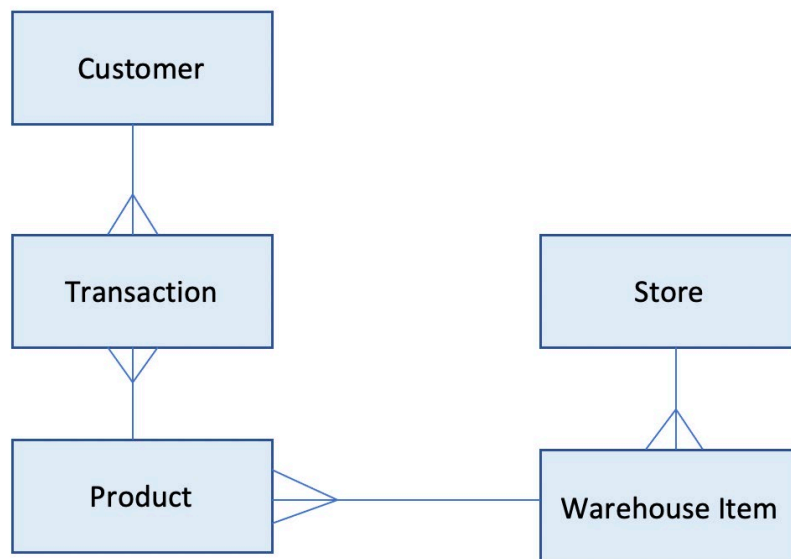 Customer
Transaction
Store
Product
Warehouse Item